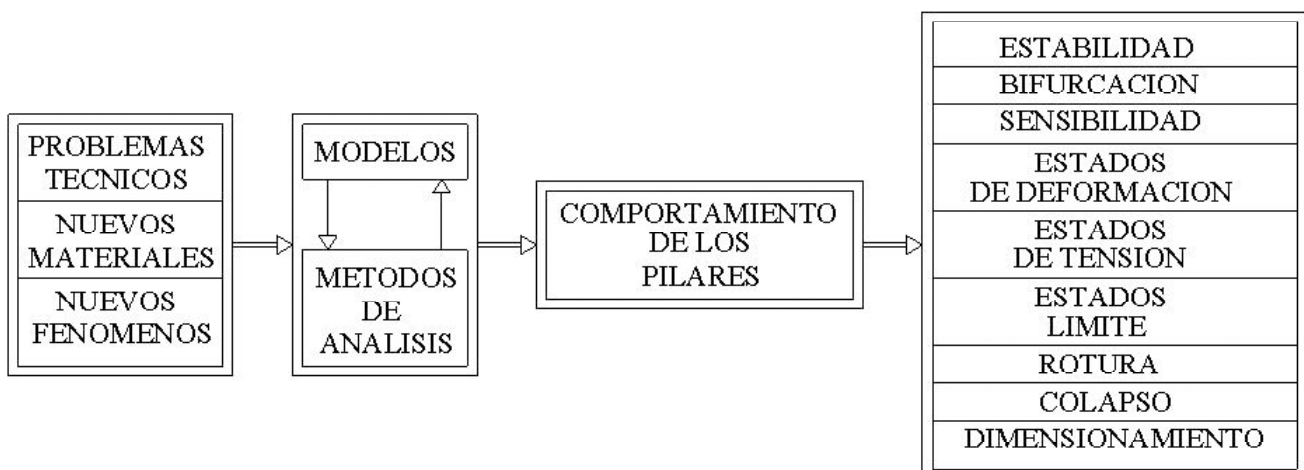 PROBLEMAS
TECNICOS
NUEVOS
MATERIALES
NUEVOS
FENOMENOS
MODELOS
METODOS
DE
ANALISIS
COMPORTAMIENTO
DE LOS
PILARES
ESTABILIDAD
BIFURCACION
SENSIBILIDAD
ESTADOS
DE DEFORMACION
ESTADOS
DE TENSION
ESTADOS
LIMITE
ROTURA
COLAPSO
DIMENSIONAMIENTO